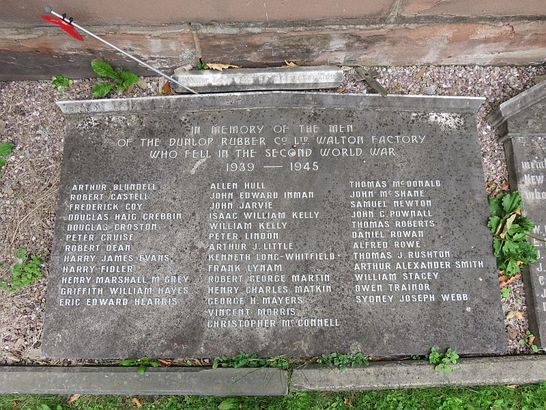 IN MEMORY OF THE MEN
OF THE DUNLOP RUBBER Co LTD WALTON FACTORY
WHO FELL IN THE SECOND WORLD WAR
1939 — 1945
ARTHUR BLUNDELL
ROBERT CASTELL
FREDERICK COY
DOUGLAS HAIG CREBBIN
DOUGLAS CROSTON
PETER CRUISE
ROBERT DEAN
HARRY JAMES EVANS
HARRY FIDLER
HENRY MARSHALL McGREY
GRIFFITH WILLIAM HAYES
ERIC EDWARD HEARRIS
ALLEN HULL
JOHN EDWARD INMAN
JOHN JARVIE
ISAAC WILLIAM KELLY
WILLIAM KELLY
PETER LINDON
ARTHUR J. LITTLE
KENNETH LONG-WHITFIELD
FRANK LYNAM
ROBERT GEORGE MARTIN
HENRY CHARLES MATKIN
GEORGE H. MAYERS
VINCENT MORRIS
CHRISTOPHER McCONNELL
THOMAS McDONALD
JOHN McSHANE
SAMUEL NEWTON
JOHN C. POWNALL
THOMAS ROBERTS
DANIEL ROWAN
ALFRED ROWE
THOMAS J. RUSHTON
ARTHUR ALEXANDER SMITH
WILLIAM STACEY
OWEN TRAINOR
SYDNEY JOSEPH WEBB